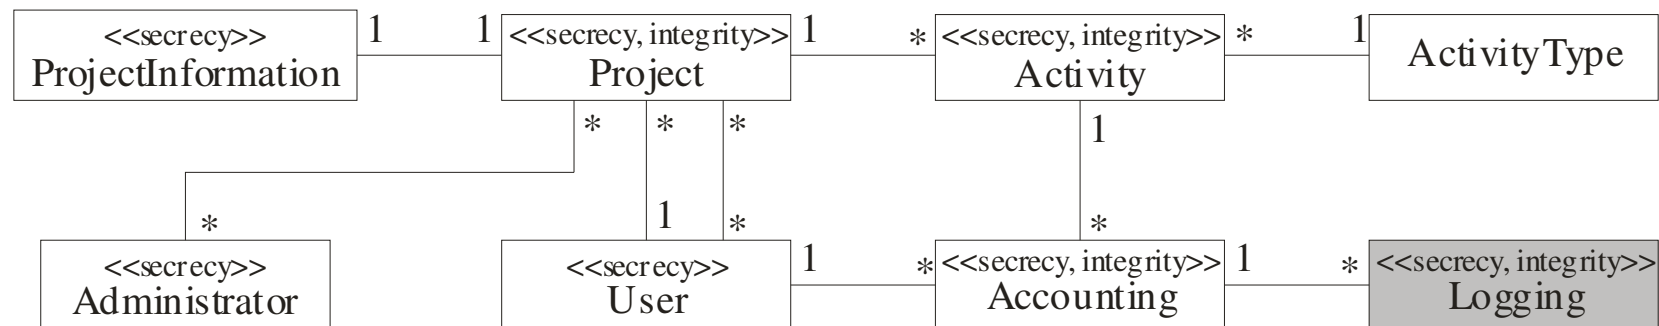 <<secrecy>>
ProjectInformation
1
1
<<secrecy, integrity>>
Project
1
*
<<secrecy, integrity>>
Activity
*
1
ActivityType
*
*
*
1
*
1
*
*
<<secrecy>>
Administrator
<<secrecy>>
User
1
*
<<secrecy, integrity>>
Accounting
1
*
<<secrecy, integrity>>
Logging